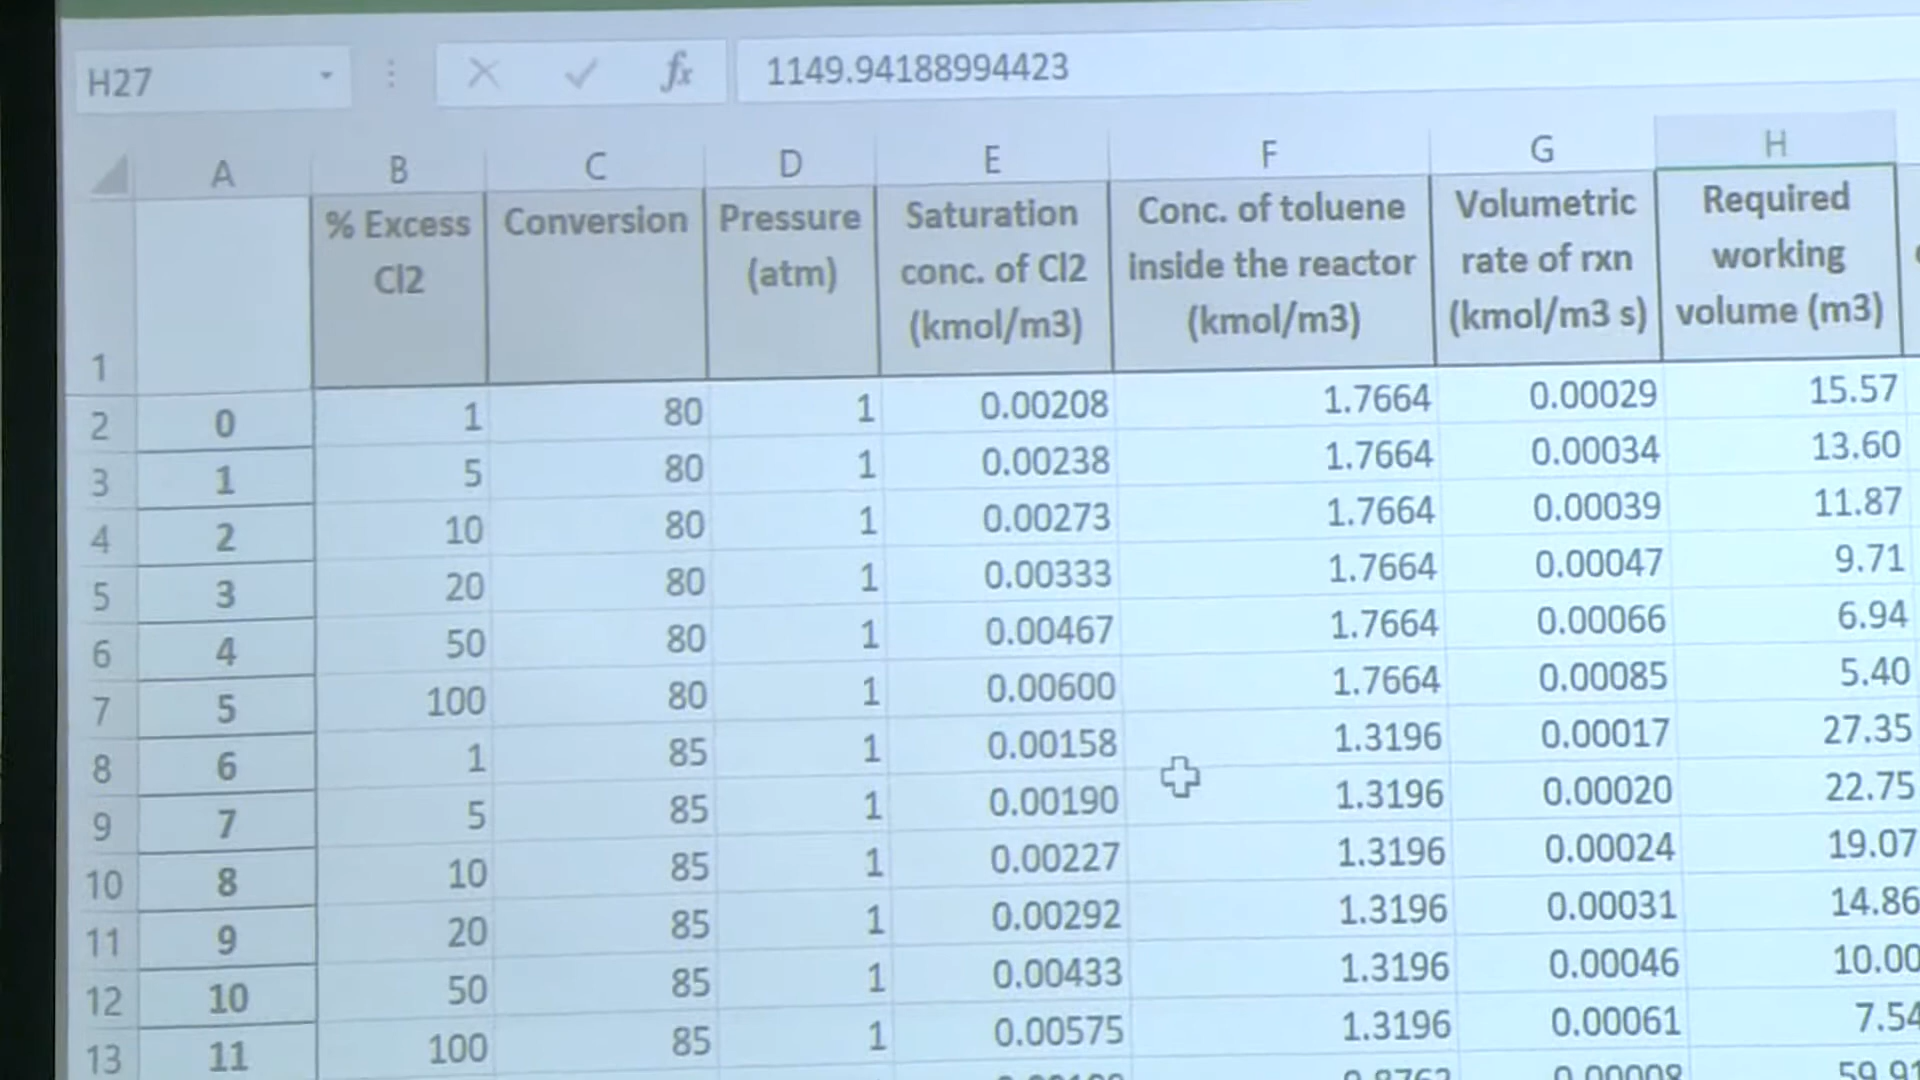 H27 fx 1149.94188994423
A B C D E F G H
1 % Excess Cl2 Conversion Pressure (atm) Saturation conc. of Cl2 (kmol/m3) Conc. of toluene inside the reactor (kmol/m3) Volumetric rate of rxn (kmol/m3 s) Required working volume (m3)
2 0 1 80 1 0.00208 1.7664 0.00029 15.57
3 1 5 80 1 0.00238 1.7664 0.00034 13.60
4 2 10 80 1 0.00273 1.7664 0.00039 11.87
5 3 20 80 1 0.00333 1.7664 0.00047 9.71
6 4 50 80 1 0.00467 1.7664 0.00066 6.94
7 5 100 80 1 0.00600 1.7664 0.00085 5.40
8 6 1 85 1 0.00158 1.3196 0.00017 27.35
9 7 5 85 1 0.00190 1.3196 0.00020 22.75
10 8 10 85 1 0.00227 1.3196 0.00024 19.07
11 9 20 85 1 0.00292 1.3196 0.00031 14.86
12 10 50 85 1 0.00433 1.3196 0.00046 10.00
13 11 100 85 1 0.00575 1.3196 0.00061 7.54